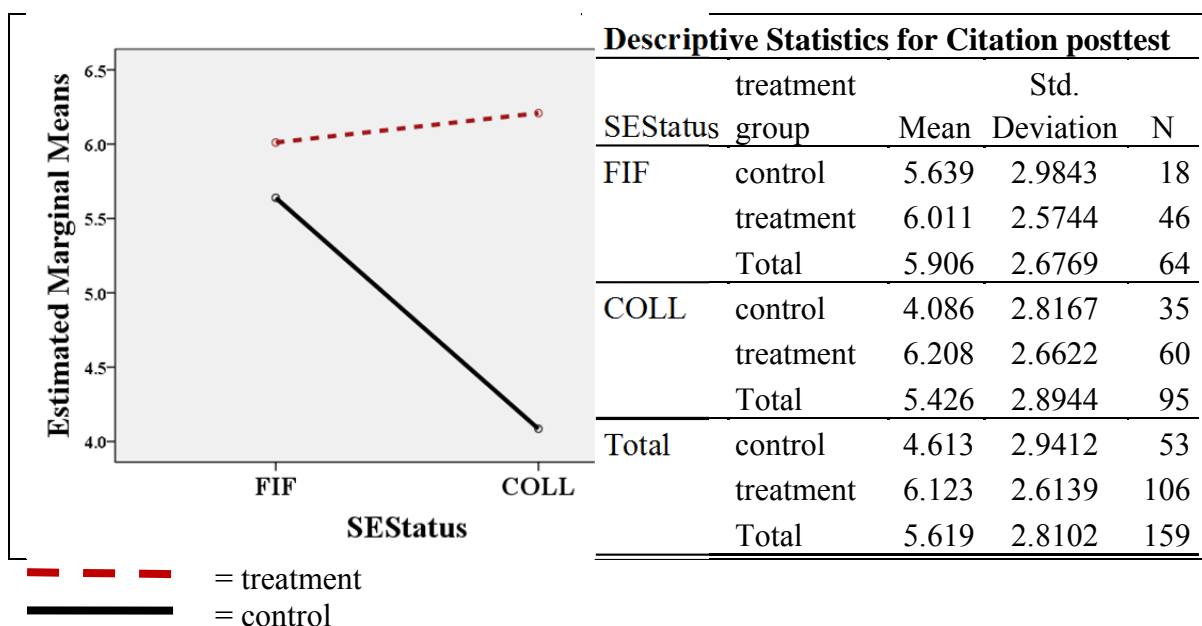 Estimated Marginal Means
6.5
6.0
5.5
5.0
4.5
4.0
FIF COLL
SEStatus
Descriptive Statistics for Citation posttest
SEStatus treatment group Mean Std. Deviation N
FIF control 5.639 2.9843 18
treatment 6.011 2.5744 46
Total 5.906 2.6769 64
COLL control 4.086 2.8167 35
treatment 6.208 2.6622 60
Total 5.426 2.8944 95
Total control 4.613 2.9412 53
treatment 6.123 2.6139 106
Total 5.619 2.8102 159
= treatment
= control